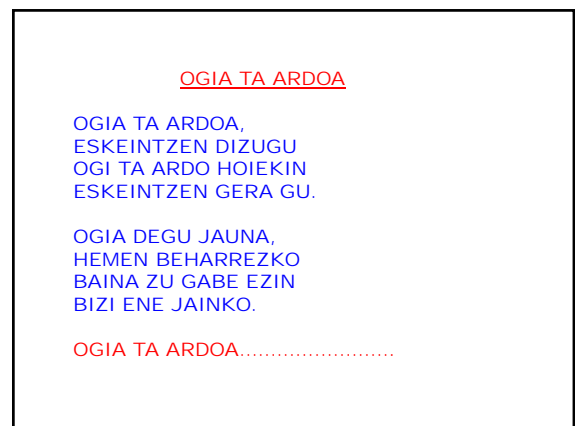 OGIA TA ARDOA
OGIA TA ARDOA,
ESKEINTZEN DIZUGU
OGI TA ARDO HOIEKIN
ESKEINTZEN GERA GU.
OGIA DEGU JAUNA,
HEMEN BEHARREZKO
BAINA ZU GABE EZIN
BIZI ENE JAINKO.
OGIA TA ARDOA.........................